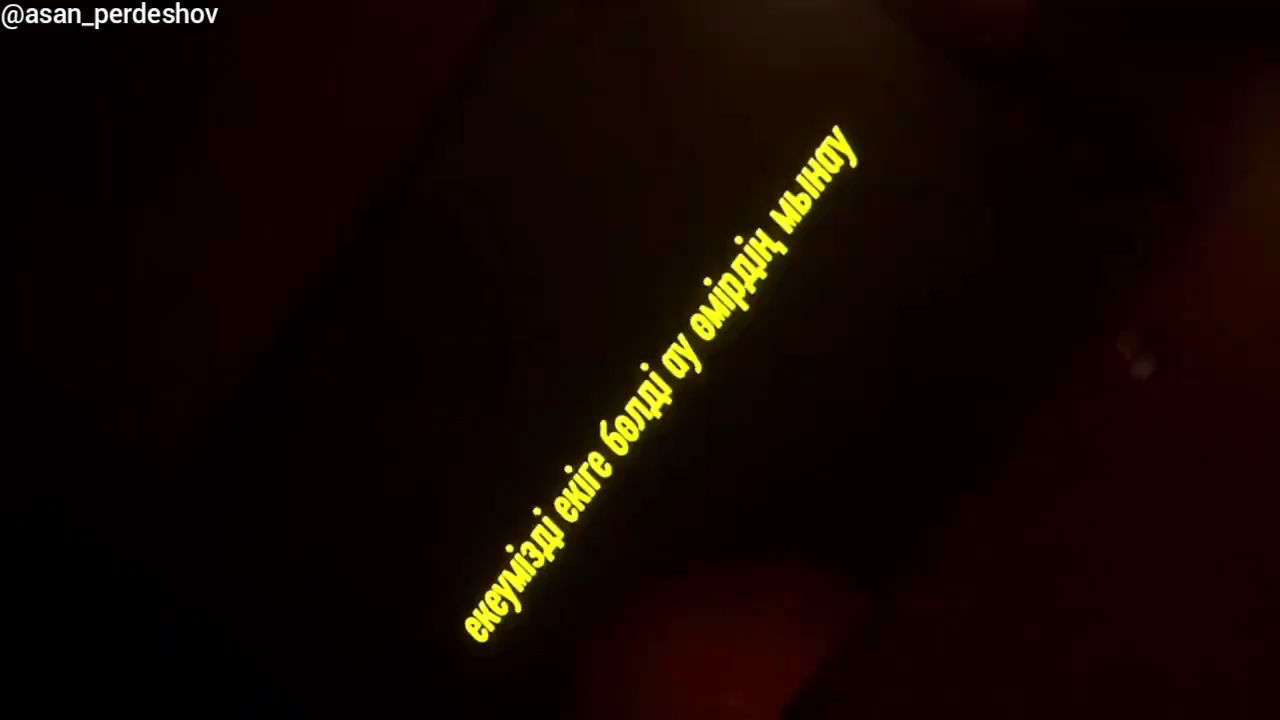 @asan_perdeshov
екеумізді екіге бөлді ау өмірдің мынау